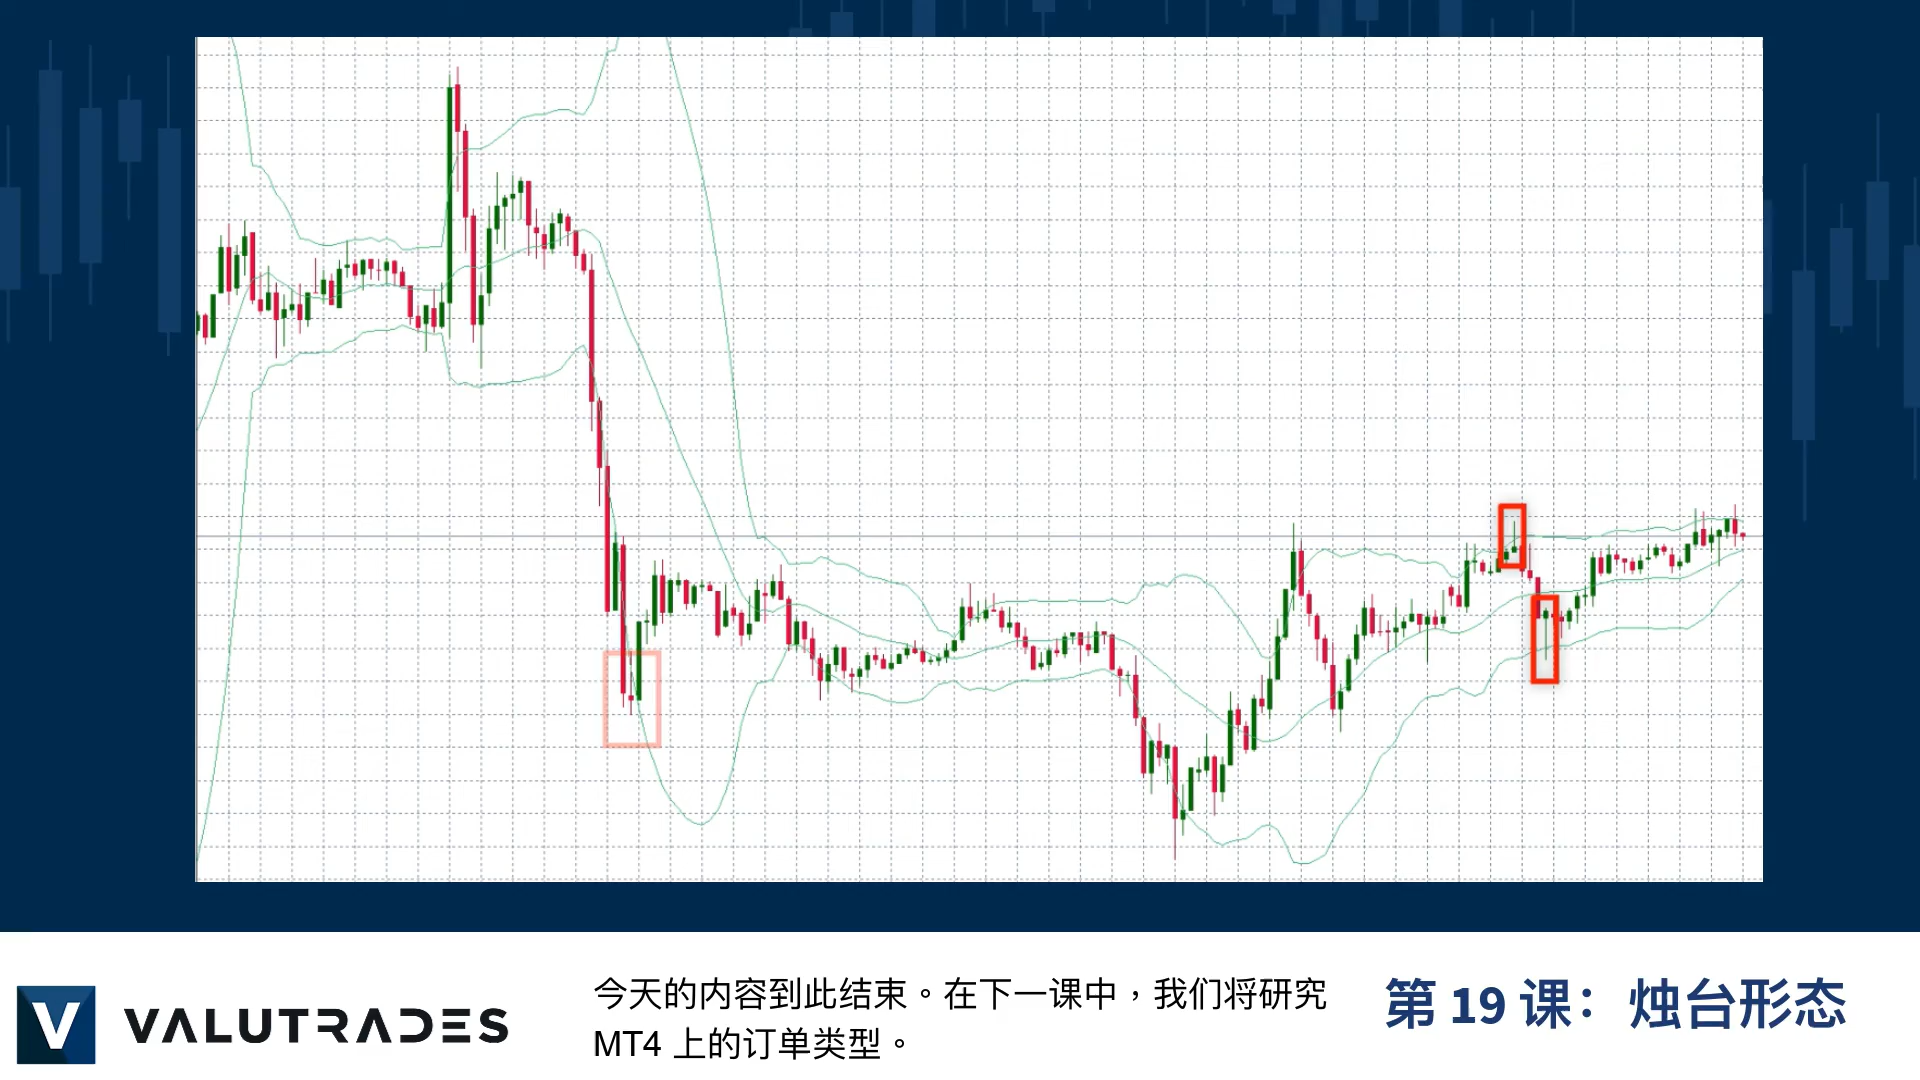 VALUTRADES
今天的内容到此结束。在下一课中，我们将研究
MT4 上的订单类型。
第 19 课：烛台形态